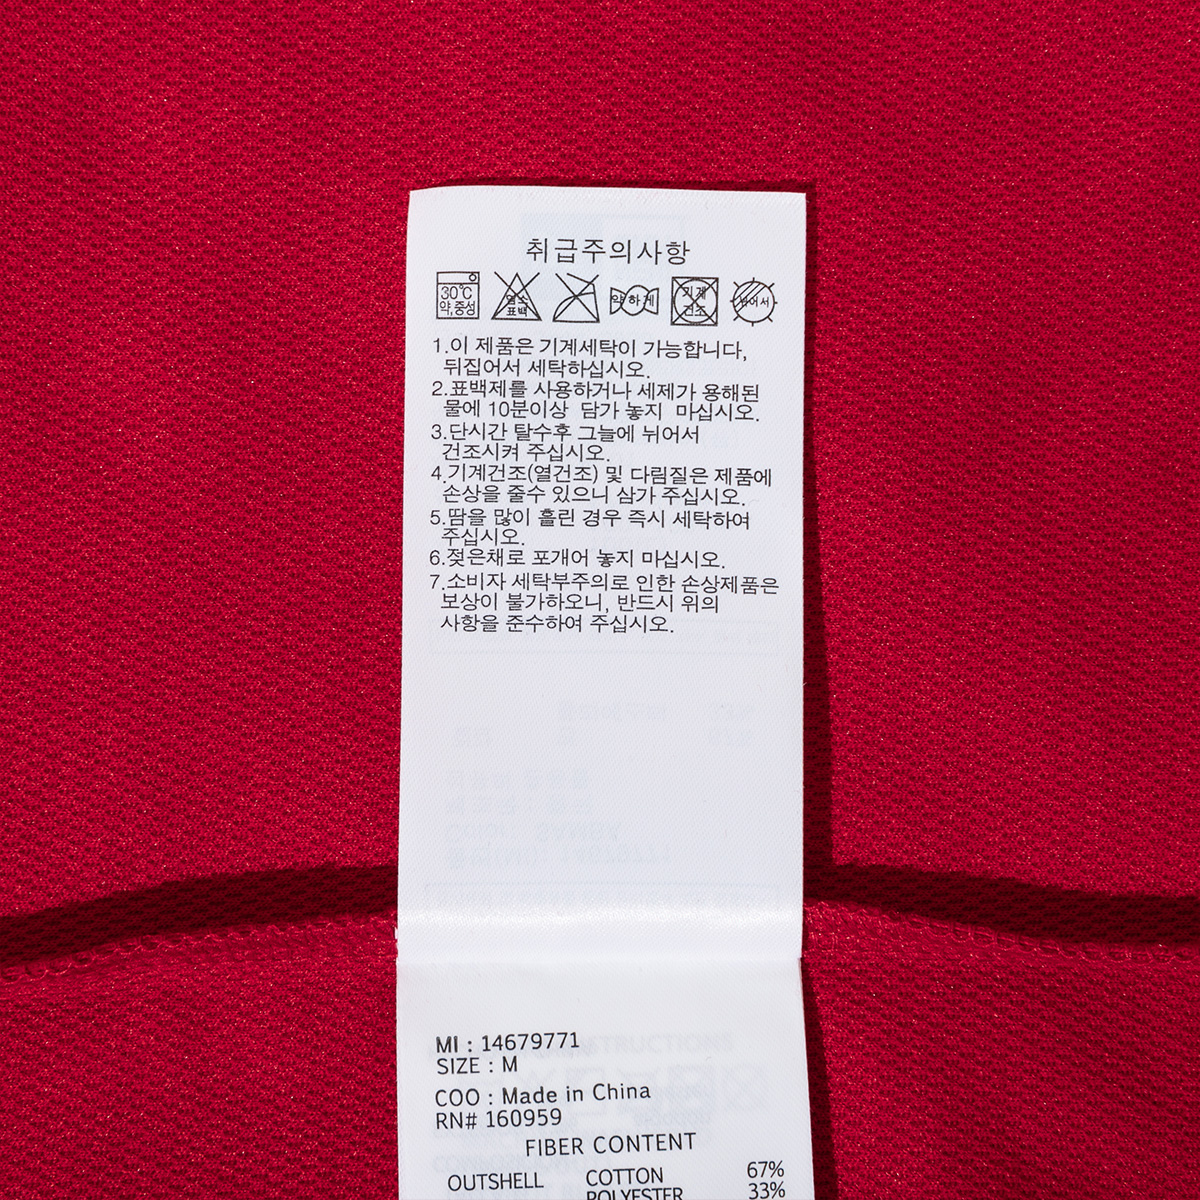 취급주의사항
30℃ 약,중성 염소 표백 약하게 기계 건조 뉘어서
1.이 제품은 기계세탁이 가능합니다,
뒤집어서 세탁하십시오.
2.표백제를 사용하거나 세제가 용해된
물에 10분이상 담가 놓지 마십시오.
3.단시간 탈수후 그늘에 뉘어서
건조시켜 주십시오.
4.기계건조(열건조) 및 다림질은 제품에
손상을 줄수 있으니 삼가 주십시오.
5.땀을 많이 흘린 경우 즉시 세탁하여
주십시오.
6.젖은채로 포개어 놓지 마십시오.
7.소비자 세탁부주의로 인한 손상제품은
보상이 불가하오니, 반드시 위의
사항을 준수하여 주십시오.
MI : 14679771
SIZE : M
COO : Made in China
RN# 160959
FIBER CONTENT
OUTSHELL COTTON 67%
POLYESTER 33%